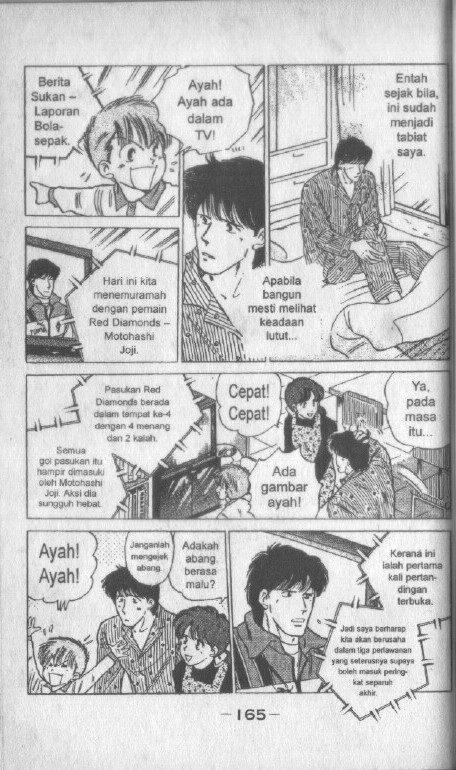 Entah
sejak bila,
ini sudah
menjadi
tabiat
saya.
Apabila
bangun
mesti melihat
keadaan
lutut...
Ayah!
Ayah ada
dalam
TV!
Berita
Sukan –
Laporan
Bola-
sepak.
Hari ini kita
menemuramah
dengan pemain
Red Diamonds –
Motohashi
Joji.
Ya,
pada
masa
itu...
Cepat!
Cepat!
Ada
gambar
ayah!
Pasukan Red
Diamonds berada
dalam tempat ke-4
dengan 4 menang
dan 2 kalah.
Semua
gol pasukan itu
hampir dimasuki
oleh Motohashi
Joji. Aksi dia
sungguh hebat.
Kerana ini
ialah pertama
kali pertan-
dingan
terbuka.
Jadi saya berharap
kita akan berusaha
dalam tiga perlawanan
yang seterusnya supaya
boleh masuk pering-
kat separuh
akhir.
Adakah
abang
berasa
malu?
Janganlah
mengejek
abang.
Ayah!
Ayah!
– 165 –